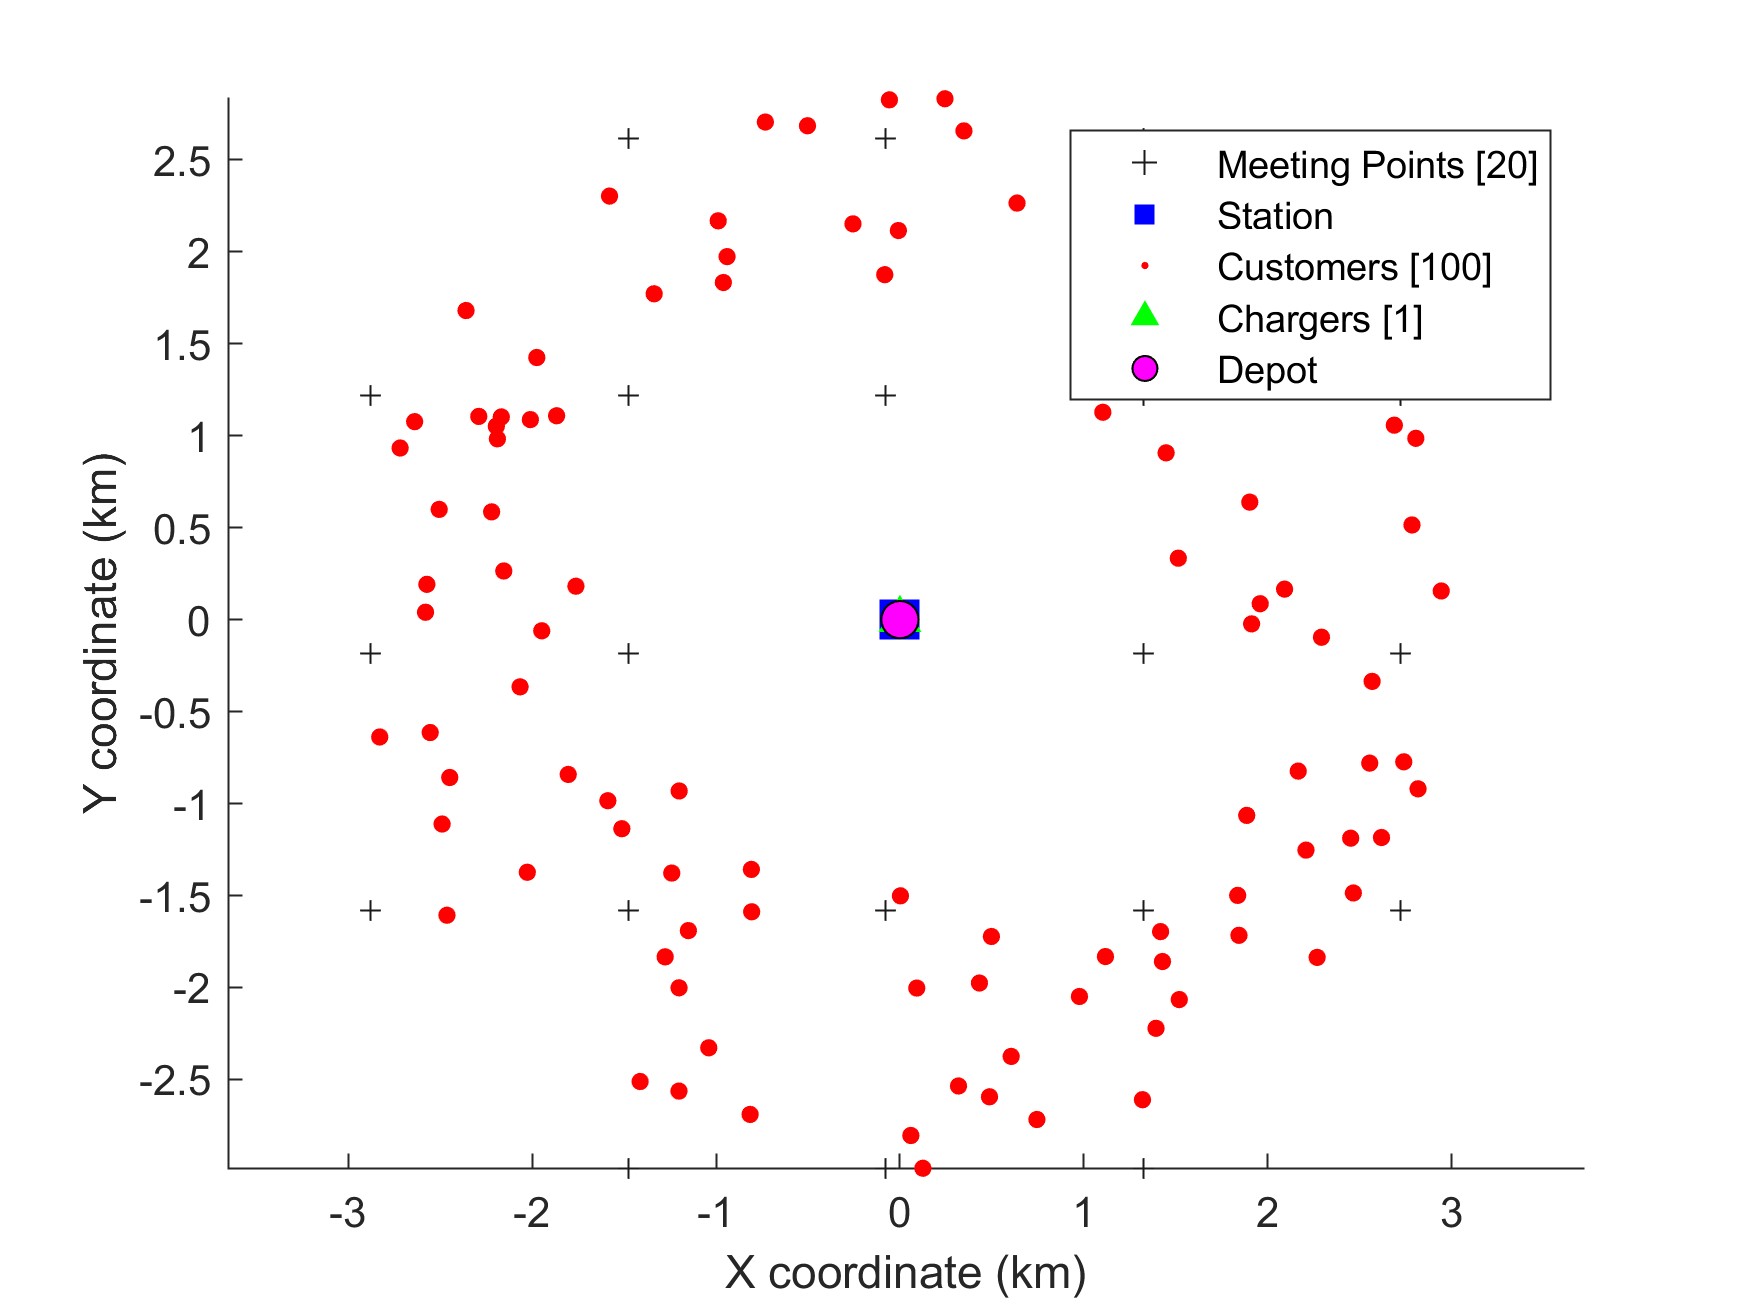 2.5
2
1.5
1
0.5
0
-0.5
-1
-1.5
-2
-2.5
Y coordinate (km)
-3 -2 -1 0 1 2 3
X coordinate (km)
Meeting Points [20]
Station
Customers [100]
Chargers [1]
Depot